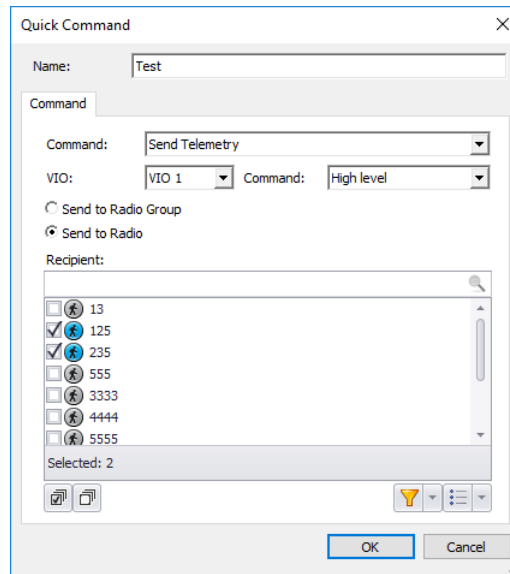 Quick Command
Name: Test
Command
Command: Send Telemetry
VIO: VIO 1 Command: High level
Send to Radio Group
Send to Radio
Recipient:
13
125
235
555
3333
4444
5555
Selected: 2
OK Cancel